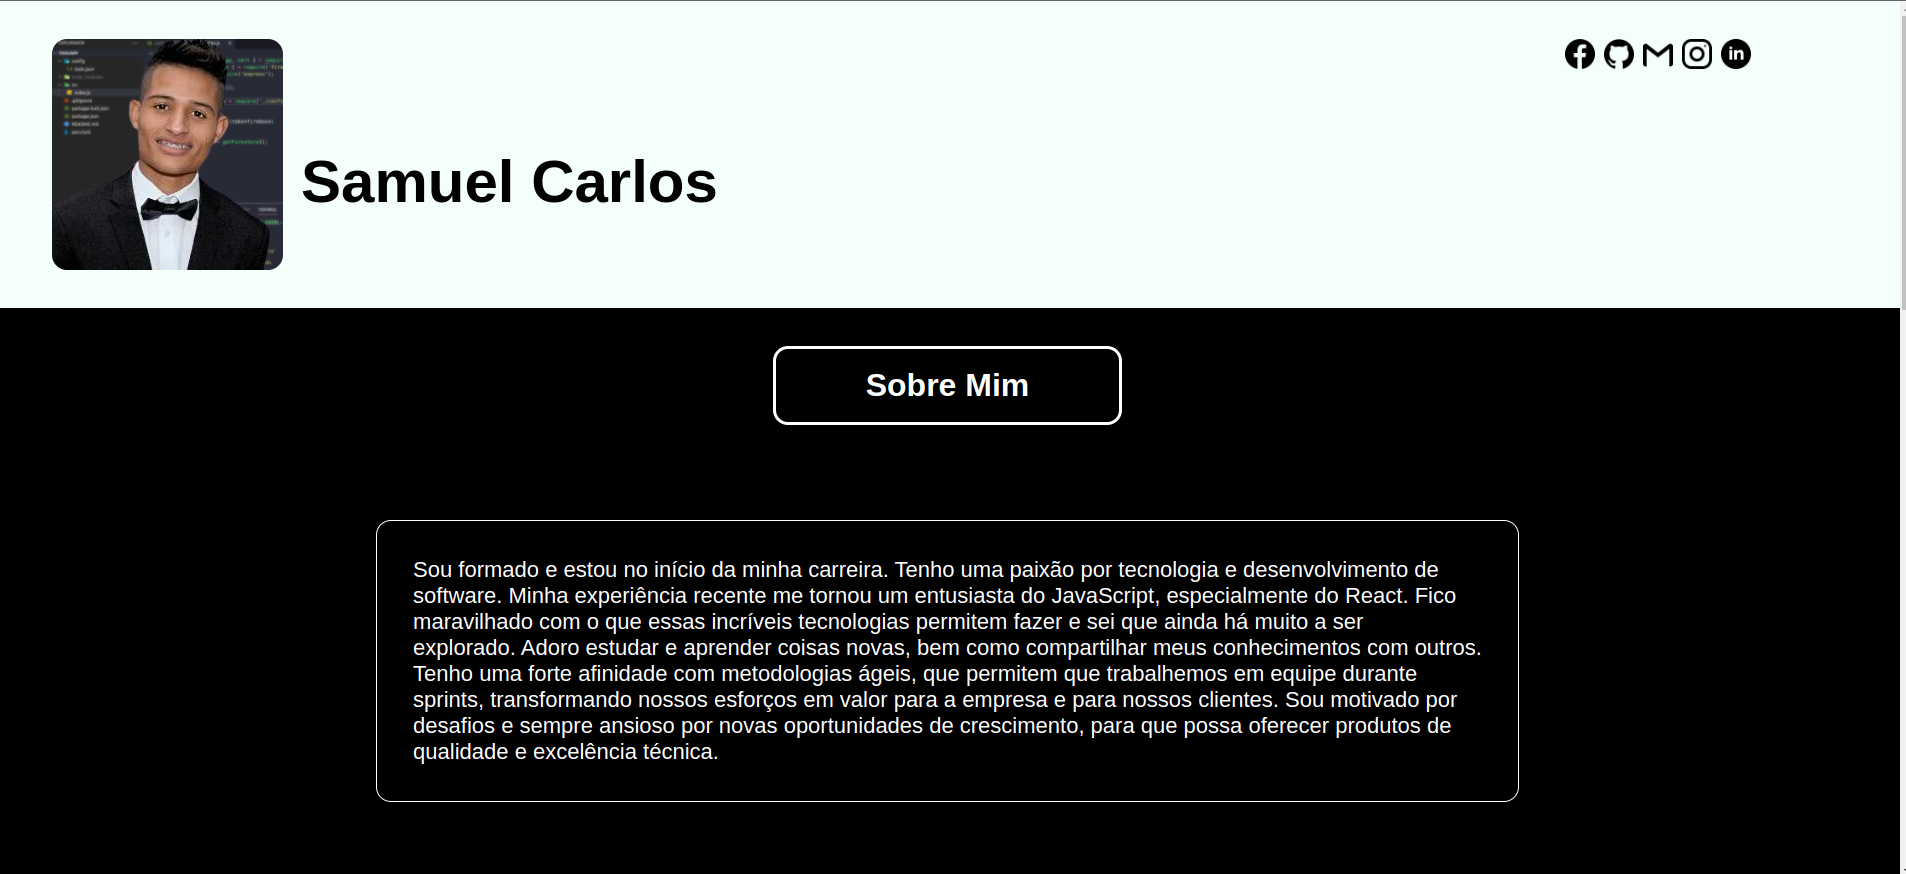 Samuel Carlos
in
Sobre Mim
Sou formado e estou no início da minha carreira. Tenho uma paixão por tecnologia e desenvolvimento de
software. Minha experiência recente me tornou um entusiasta do JavaScript, especialmente do React. Fico
maravilhado com o que essas incríveis tecnologias permitem fazer e sei que ainda há muito a ser
explorado. Adoro estudar e aprender coisas novas, bem como compartilhar meus conhecimentos com outros.
Tenho uma forte afinidade com metodologias ágeis, que permitem que trabalhemos em equipe durante
sprints, transformando nossos esforços em valor para a empresa e para nossos clientes. Sou motivado por
desafios e sempre ansioso por novas oportunidades de crescimento, para que possa oferecer produtos de
qualidade e excelência técnica.